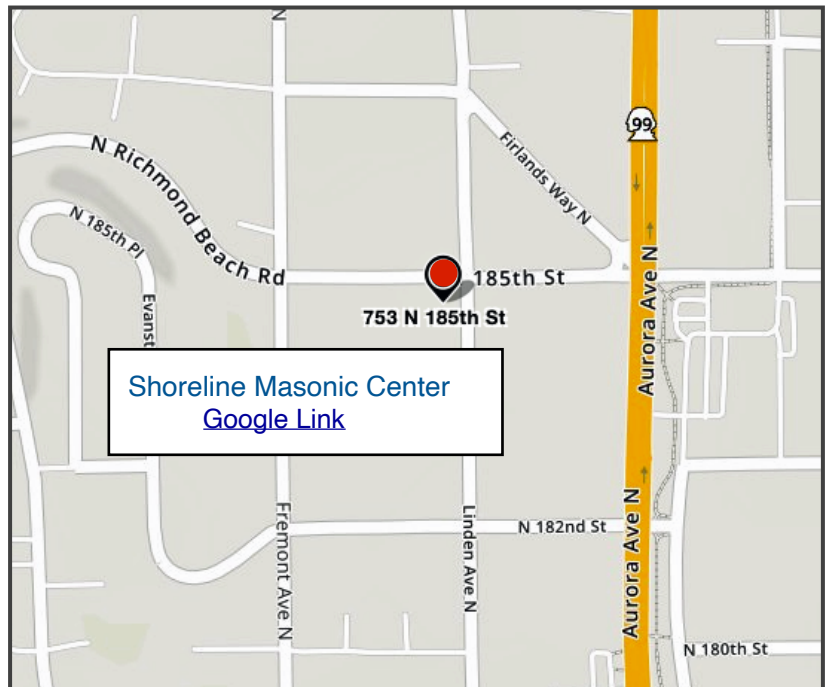 N
99
Firlands Way N
N Richmond Beach Rd
N 185th Pl
185th St
753 N 185th St
Evanst
Aurora Ave N
Shoreline Masonic Center
Google Link
Fremont Ave N
Linden Ave N
N 182nd St
Aurora Ave N
N 180th St